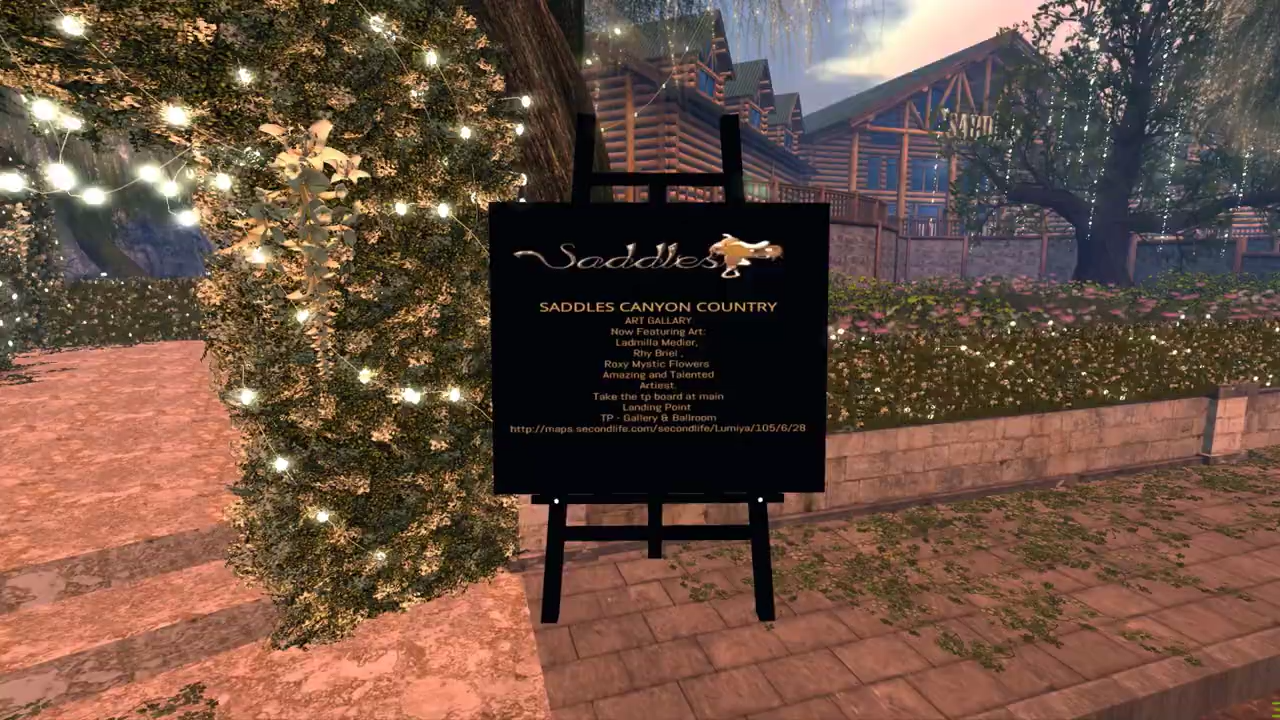 Saddles
SADDLES CANYON COUNTRY
ART GALLARY
Now Featuring Art:
Ladmilla Medier,
Rhy Briel ,
Roxy Mystic Flowers
Amazing and Talented
Artiest.
Take the tp board at main
Landing Point
TP - Gallery & Ballroom
http://maps.secondlife.com/secondlife/Lumiya/105/6/28